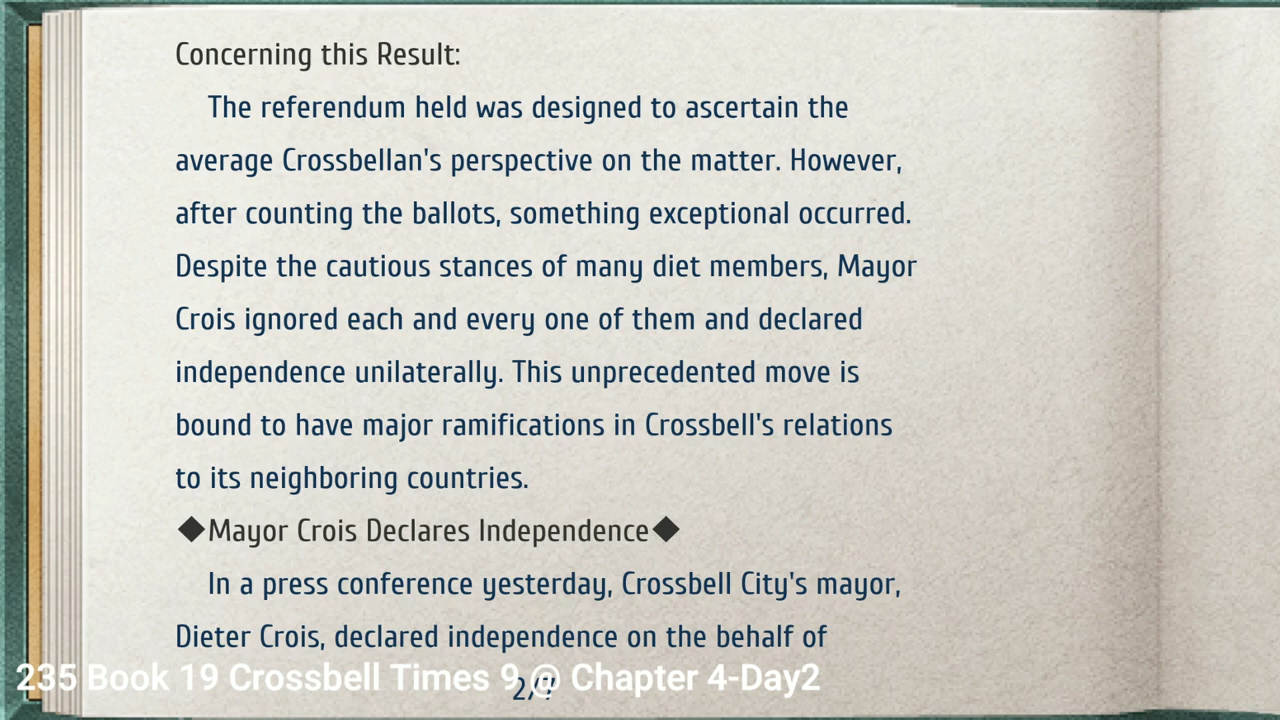 Concerning this Result:
The referendum held was designed to ascertain the
average Crossbellan's perspective on the matter. However,
after counting the ballots, something exceptional occurred.
Despite the cautious stances of many diet members, Mayor
Crois ignored each and every one of them and declared
independence unilaterally. This unprecedented move is
bound to have major ramifications in Crossbell's relations
to its neighboring countries.
◆Mayor Crois Declares Independence◆
In a press conference yesterday, Crossbell City's mayor,
Dieter Crois, declared independence on the behalf of
235 Book 19 Crossbell Times 9 @ Chapter 4-Day2
2/7